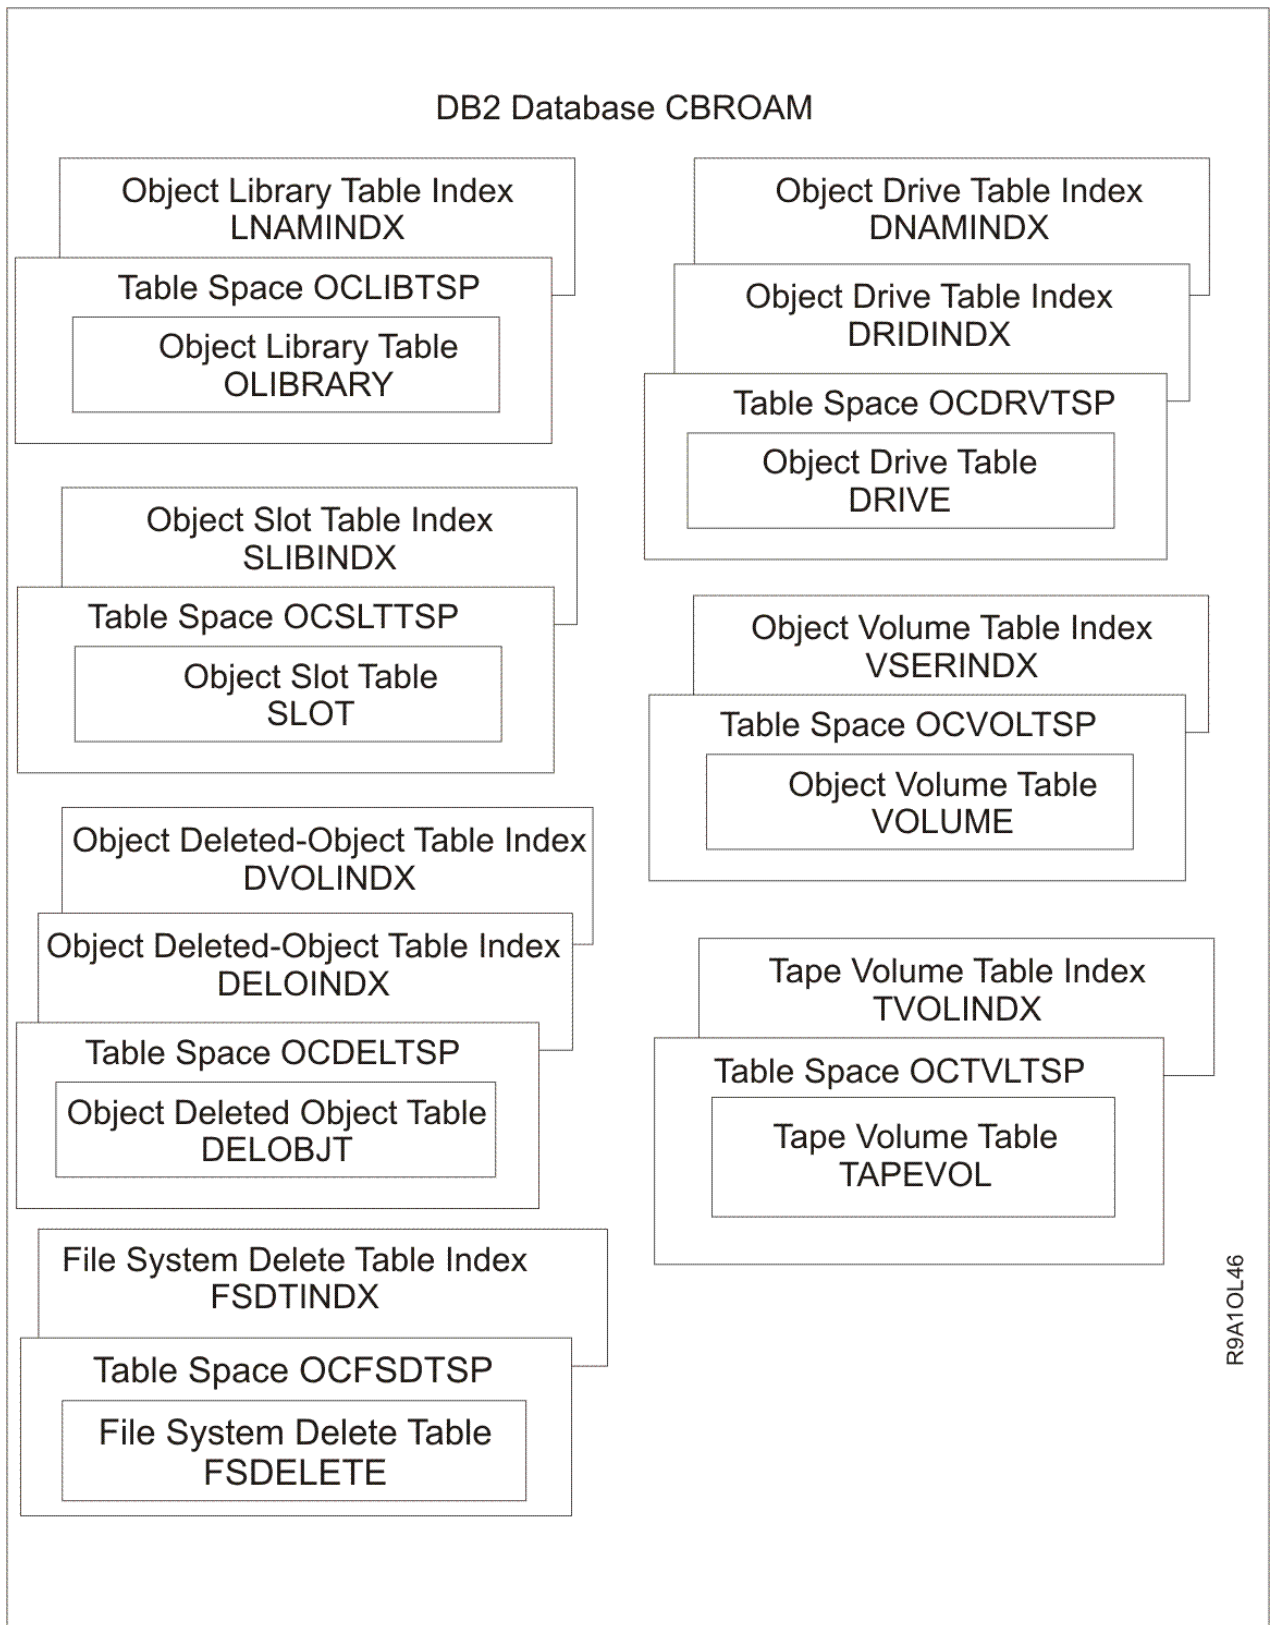 DB2 Database CBROAM
Object Library Table Index
LNAMINDX
Table Space OCLIBTSP
Object Library Table
OLIBRARY
Object Slot Table Index
SLIBINDX
Table Space OCSLTTSP
Object Slot Table
SLOT
Object Deleted-Object Table Index
DVOLINDX
Object Deleted-Object Table Index
DELOINDX
Table Space OCDELTSP
Object Deleted Object Table
DELOBJT
File System Delete Table Index
FSDTINDX
Table Space OCFSDTSP
File System Delete Table
FSDELETE
Object Drive Table Index
DNAMINDX
Object Drive Table Index
DRIDINDX
Table Space OCDRVTSP
Object Drive Table
DRIVE
Object Volume Table Index
VSERINDX
Table Space OCVOLTSP
Object Volume Table
VOLUME
Tape Volume Table Index
TVOLINDX
Table Space OCTVLTSP
Tape Volume Table
TAPEVOL
R9A1OL46